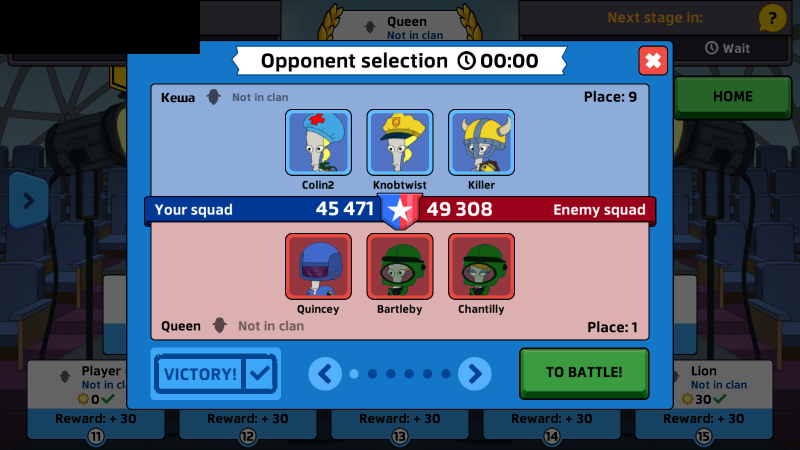 Queen
Not in clan
Next stage in:
?
Wait
Opponent selection 00:00
HOME
Кеша Not in clan Place: 9
Colin2 Knobtwist Killer
Your squad 45 471 49 308 Enemy squad
Quincey Bartleby Chantilly
Queen Not in clan Place: 1
VICTORY!
TO BATTLE!
Player
Not in cla
0
Lion
Not in clan
30
Reward: + 30 Reward: + 30 Reward: + 30 Reward: + 30 Reward: + 30
11 12 13 14 15